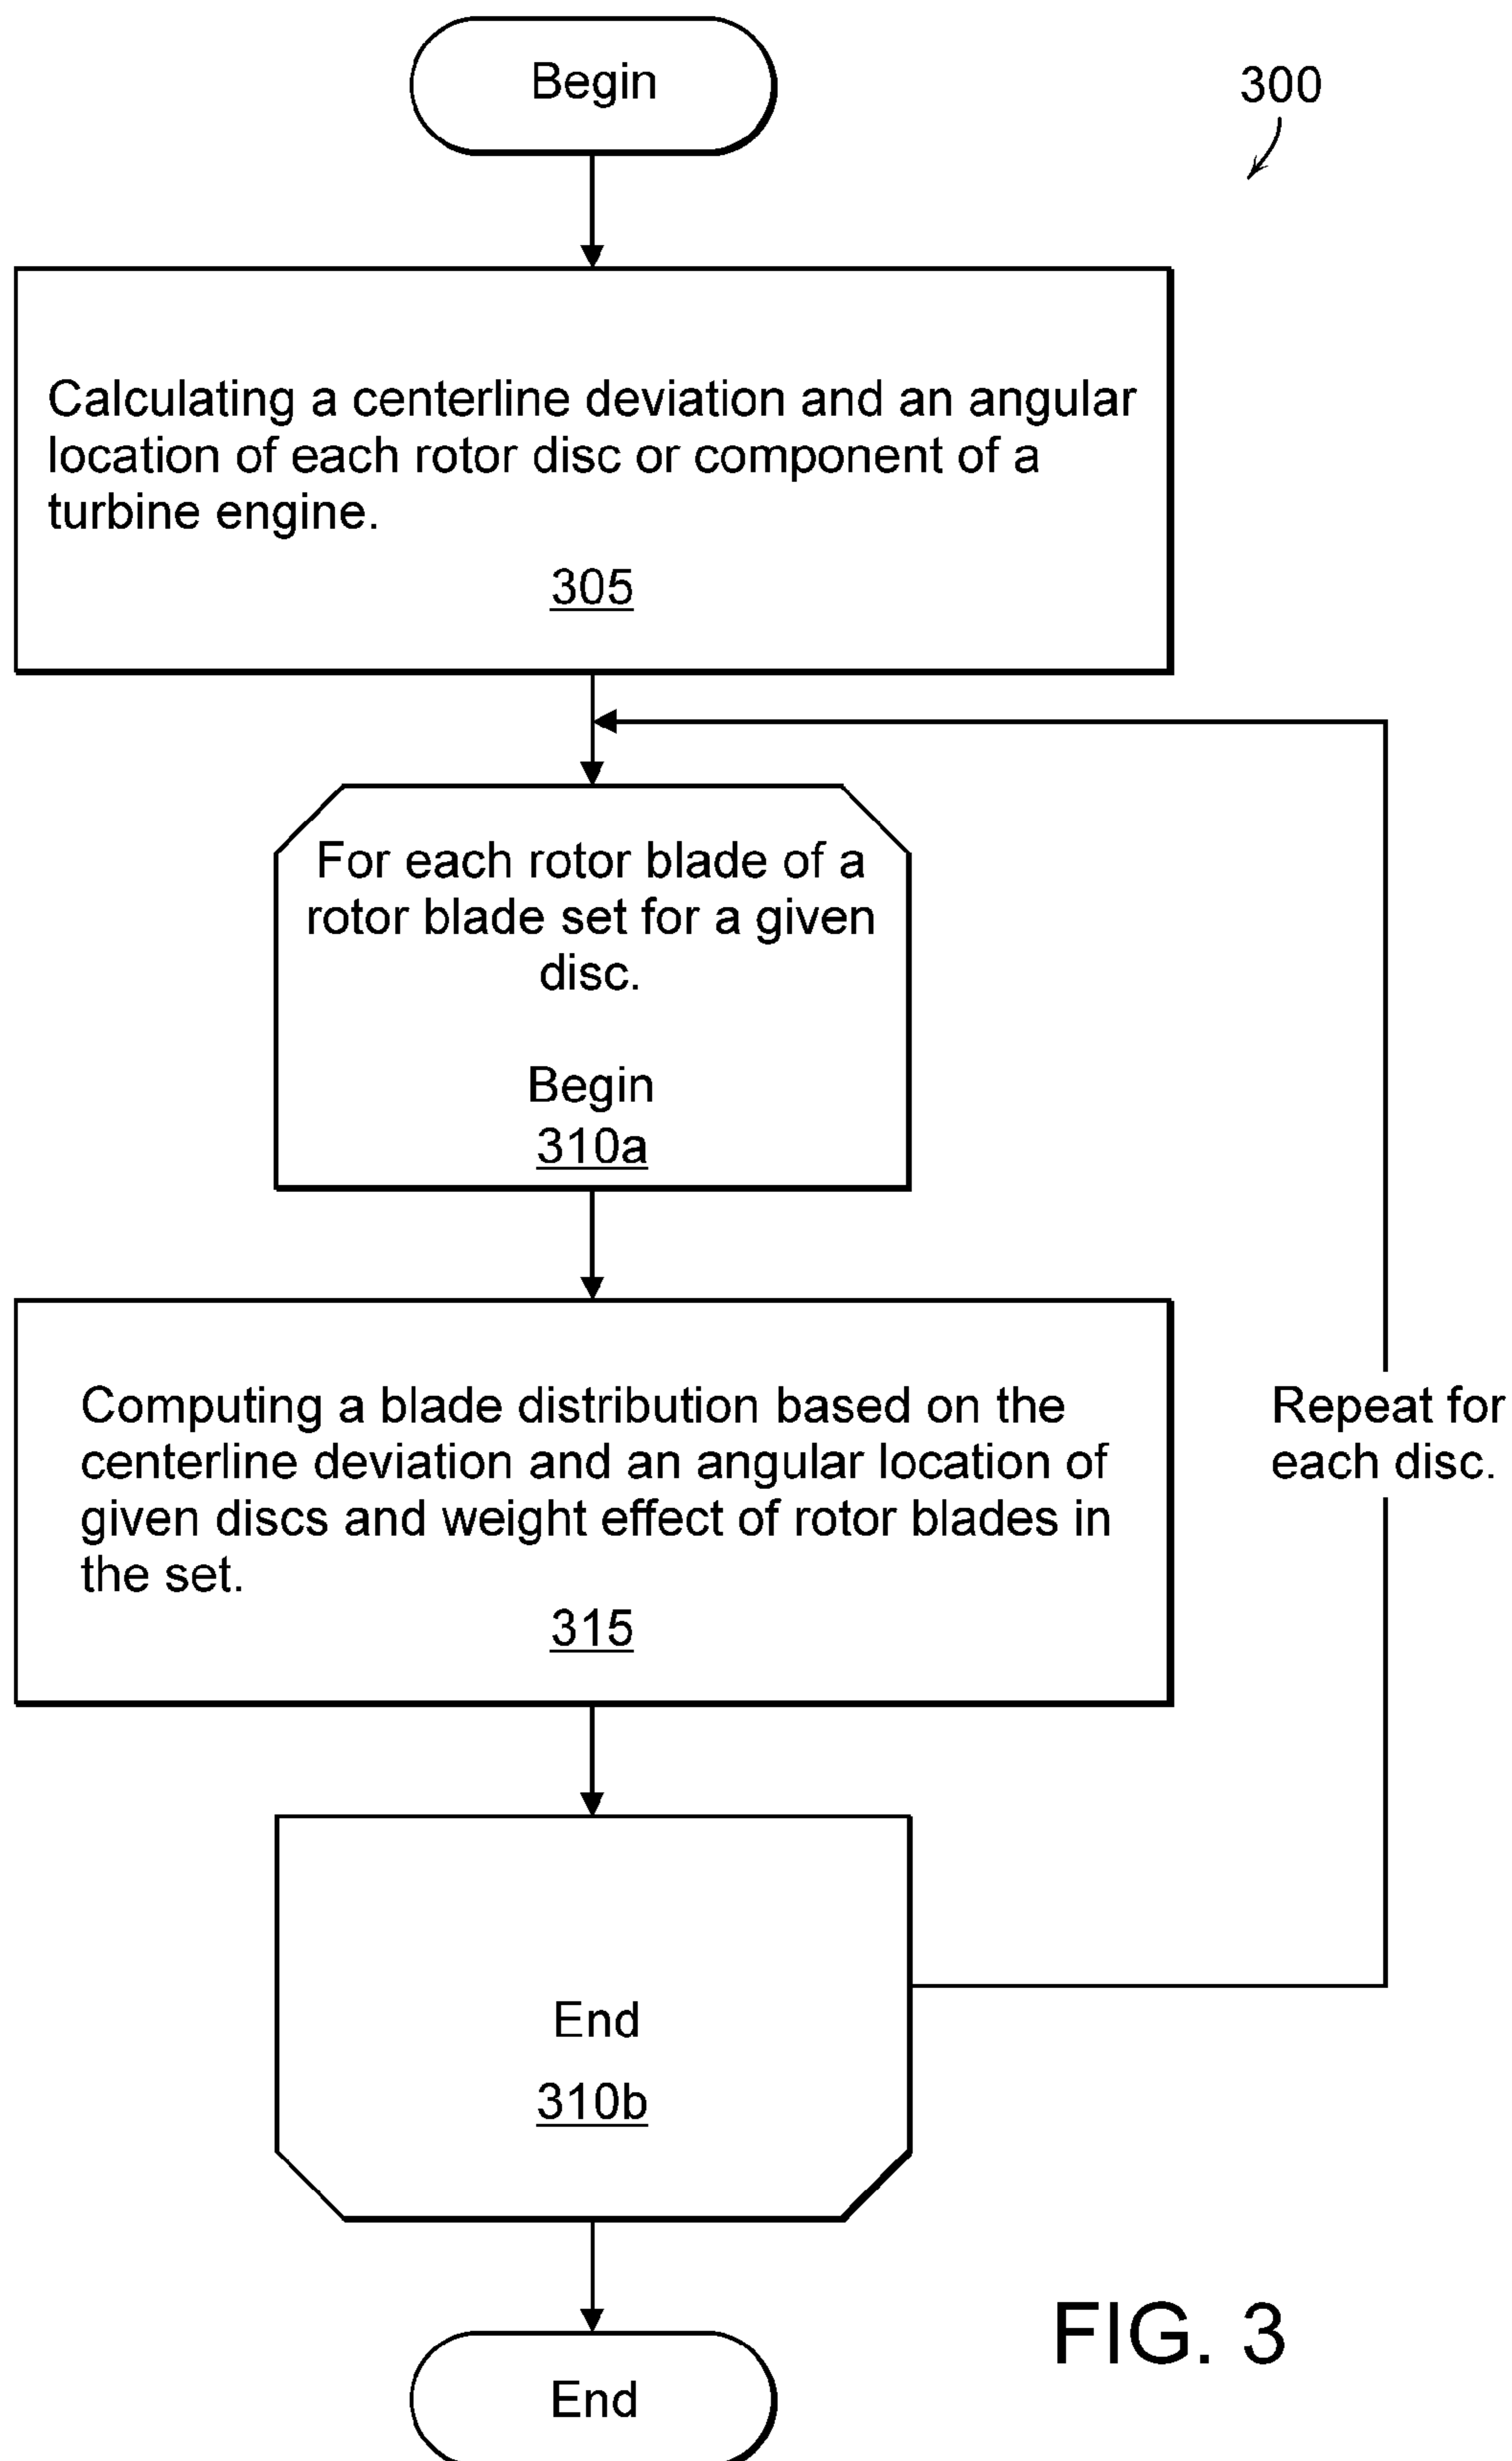 Begin
300
Calculating a centerline deviation and an angular
location of each rotor disc or component of a
turbine engine.
305
For each rotor blade of a
rotor blade set for a given
disc.
Begin
310a
Computing a blade distribution based on the
centerline deviation and an angular location of
given discs and weight effect of rotor blades in
the set.
315
Repeat for
each disc.
End
310b
End
FIG. 3